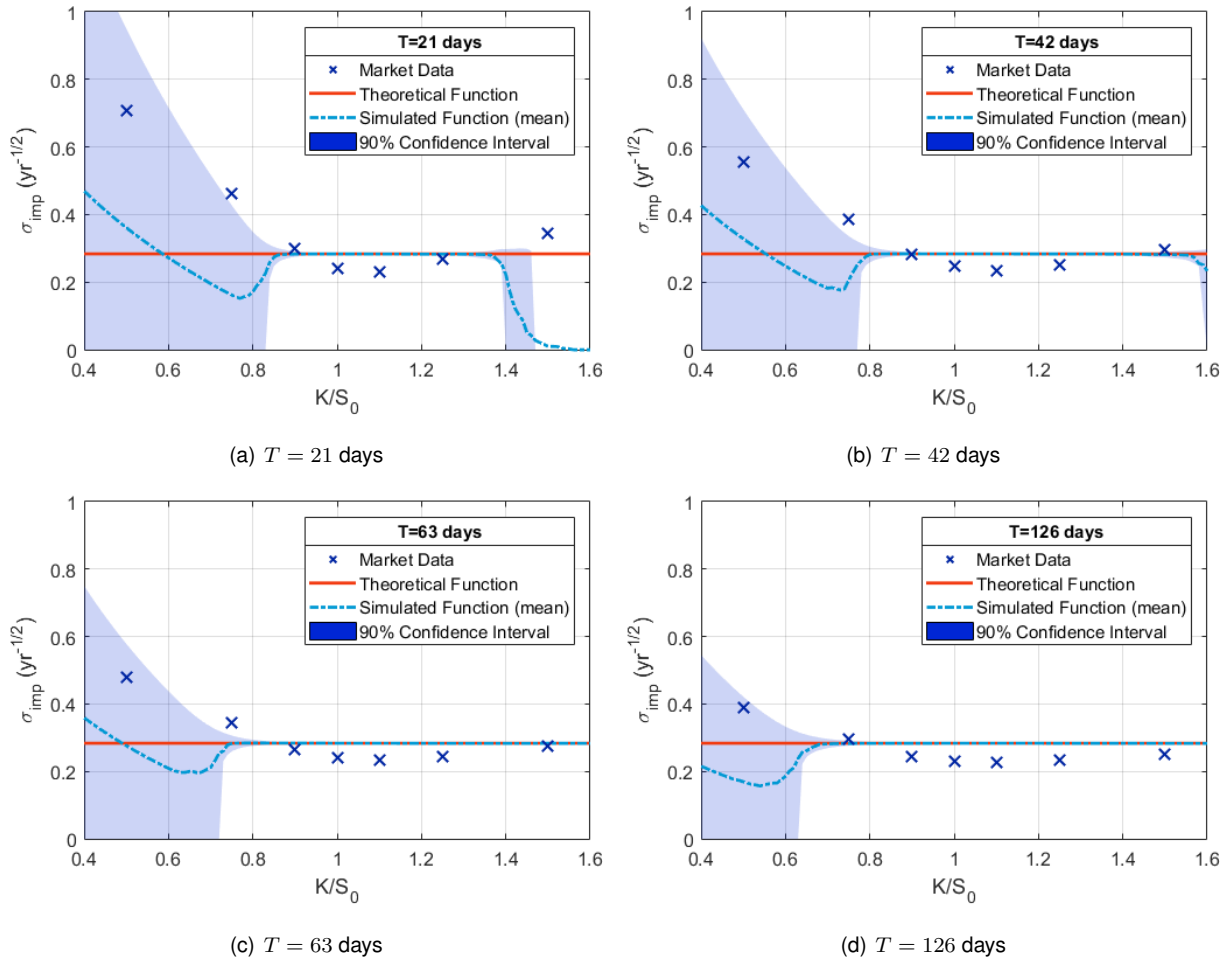 T=21 days
Market Data
Theoretical Function
Simulated Function (mean)
90% Confidence Interval
1
0.8
0.6
0.4
0.2
0
σ_imp (yr^-1/2)
0.4 0.6 0.8 1 1.2 1.4 1.6
K/S_0
(a) T = 21 days
T=42 days
Market Data
Theoretical Function
Simulated Function (mean)
90% Confidence Interval
1
0.8
0.6
0.4
0.2
0
σ_imp (yr^-1/2)
0.4 0.6 0.8 1 1.2 1.4 1.6
K/S_0
(b) T = 42 days
T=63 days
Market Data
Theoretical Function
Simulated Function (mean)
90% Confidence Interval
1
0.8
0.6
0.4
0.2
0
σ_imp (yr^-1/2)
0.4 0.6 0.8 1 1.2 1.4 1.6
K/S_0
(c) T = 63 days
T=126 days
Market Data
Theoretical Function
Simulated Function (mean)
90% Confidence Interval
1
0.8
0.6
0.4
0.2
0
σ_imp (yr^-1/2)
0.4 0.6 0.8 1 1.2 1.4 1.6
K/S_0
(d) T = 126 days